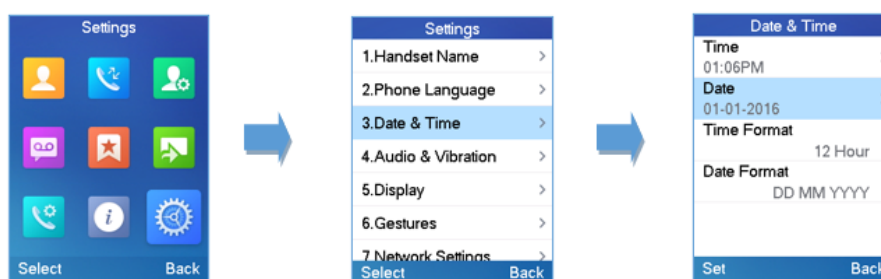 Settings
Select Back
Settings
1.Handset Name
2.Phone Language
3.Date & Time
4.Audio & Vibration
5.Display
6.Gestures
7.Network Settings
Select Back
Date & Time
Time
01:06PM
Date
01-01-2016
Time Format
12 Hour
Date Format
DD MM YYYY
Set Back